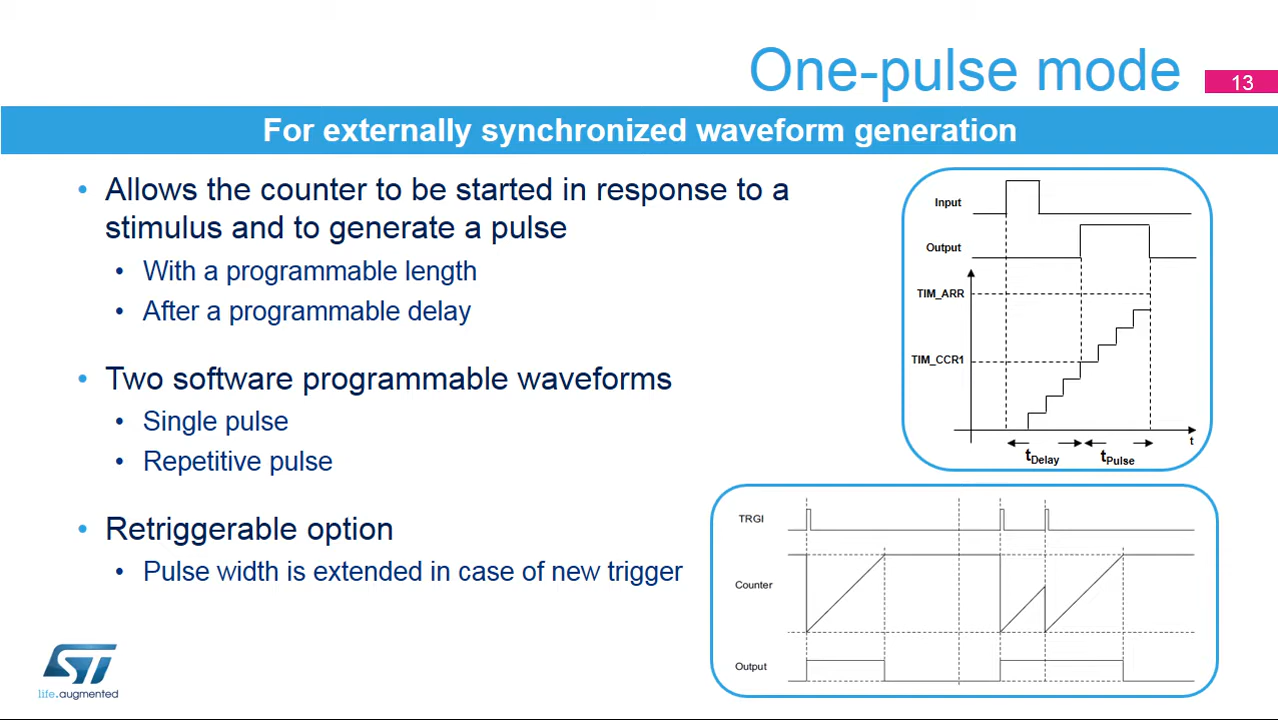 One-pulse mode
13
For externally synchronized waveform generation
• Allows the counter to be started in response to a
stimulus and to generate a pulse
• With a programmable length
• After a programmable delay
• Two software programmable waveforms
• Single pulse
• Repetitive pulse
• Retriggerable option
• Pulse width is extended in case of new trigger
Input
Output
TIM_ARR
TIM_CCR1
t
tDelay tPulse
TRGI
Counter
Output
ST
life.augmented